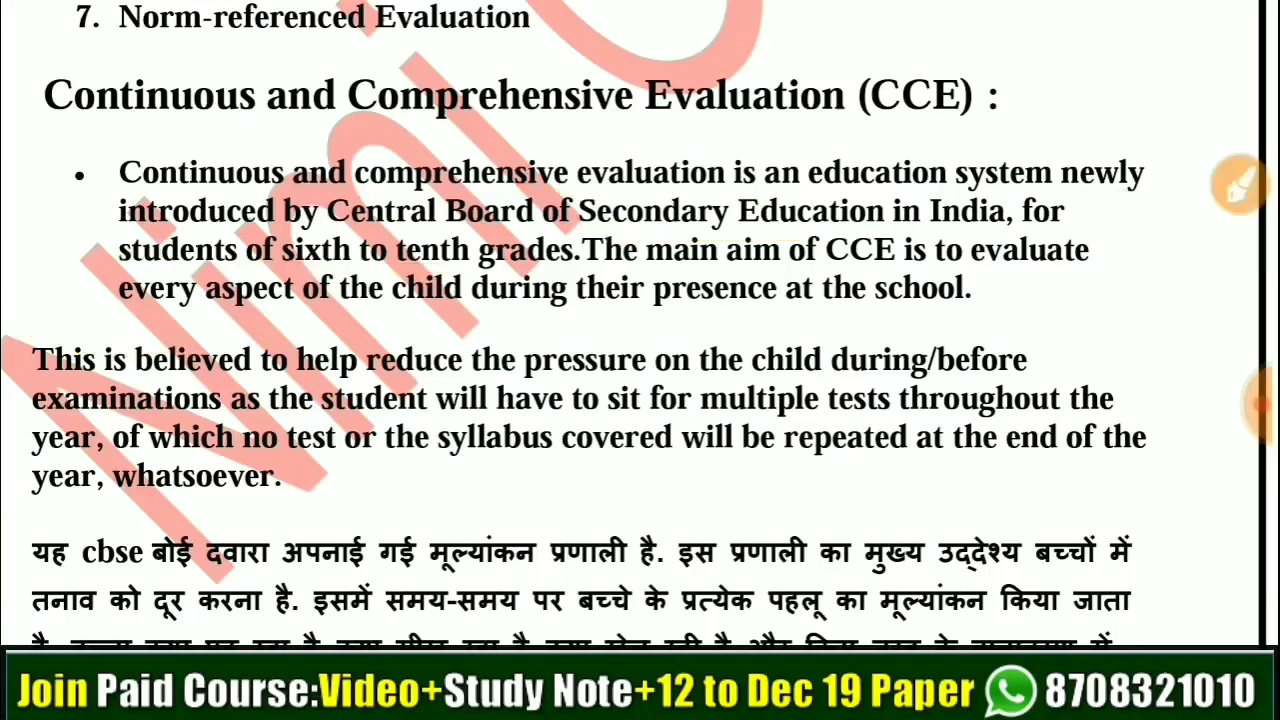 7. Norm-referenced Evaluation
Continuous and Comprehensive Evaluation (CCE) :
• Continuous and comprehensive evaluation is an education system newly
introduced by Central Board of Secondary Education in India, for
students of sixth to tenth grades.The main aim of CCE is to evaluate
every aspect of the child during their presence at the school.
This is believed to help reduce the pressure on the child during/before
examinations as the student will have to sit for multiple tests throughout the
year, of which no test or the syllabus covered will be repeated at the end of the
year, whatsoever.
यह cbse बोई दवारा अपनाई गई मूल्यांकन प्रणाली है. इस प्रणाली का मुख्य उद्देश्य बच्चों में
तनाव को दूर करना है. इसमें समय-समय पर बच्चे के प्रत्येक पहलू का मूल्यांकन किया जाता
Join Paid Course:Video+Study Note+12 to Dec 19 Paper 8708321010